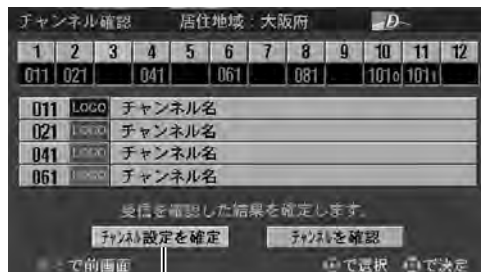 チャンネル確認 居住地域：大阪府 D
1 2 3 4 5 6 7 8 9 10 11 12
011 021 041 061 081 1010 1011
011 LOGO チャンネル名
021 LOGO チャンネル名
041 LOGO チャンネル名
061 LOGO チャンネル名
受信を確認した結果を確定します。
チャンネル設定を確定 チャンネルを確認
で前画面 で選択 で決定